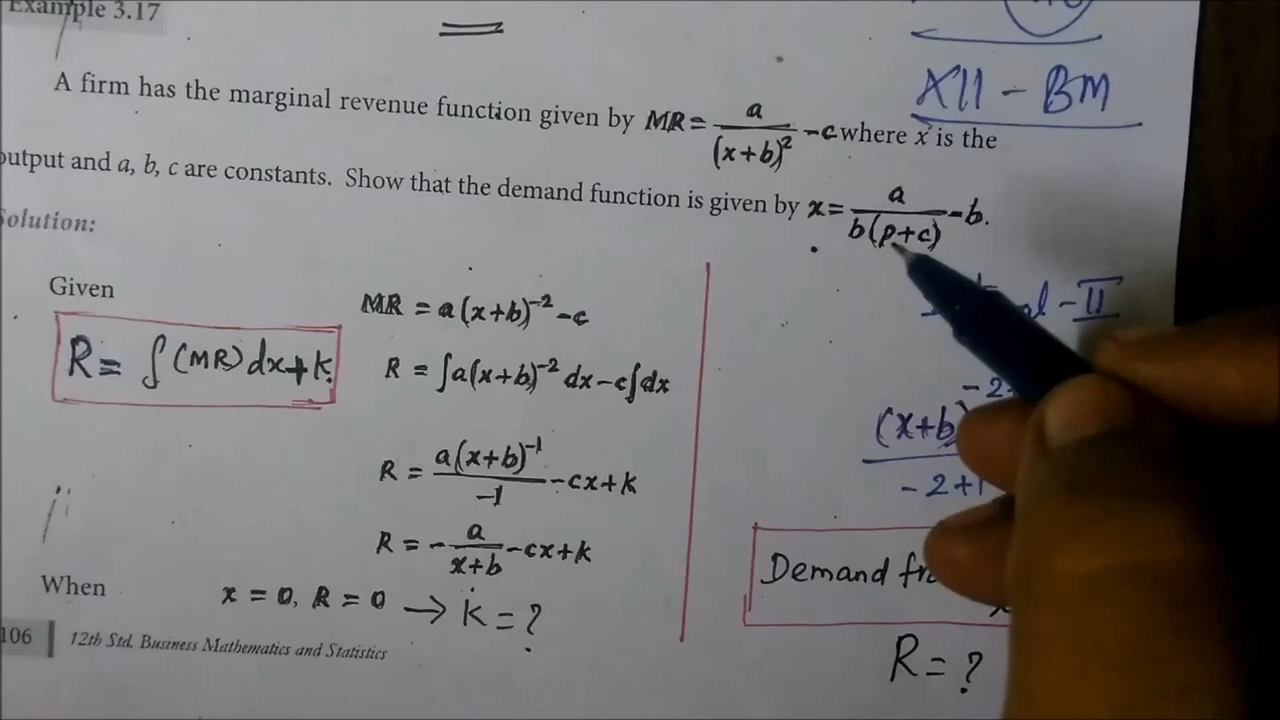 Example 3.17
XII - BM
A firm has the marginal revenue function given by MR = a/(x+b)² - c where x is the
output and a, b, c are constants. Show that the demand function is given by x = a/b(p+c) - b.
Solution:
Given
MR = a(x+b)⁻² - c
- II
R = ∫(MR) dx + k.
R = ∫a(x+b)⁻² dx - c∫dx
(x+b)
- 2+1
R = a(x+b)⁻¹/-1 - cx + k
R = - a/x+b - cx + k
Demand
When x = 0, R = 0 → k = ?
R = ?
106 | 12th Std. Business Mathematics and Statistics